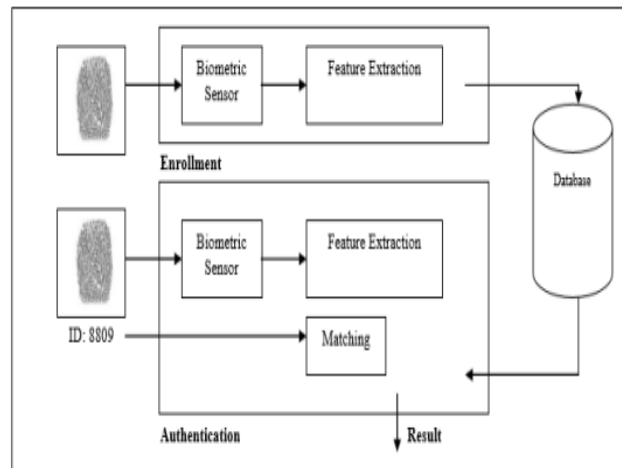 Biometric
Sensor
Feature Extraction
Enrollment
Database
Biometric
Sensor
Feature Extraction
ID: 8809
Matching
Authentication
Result